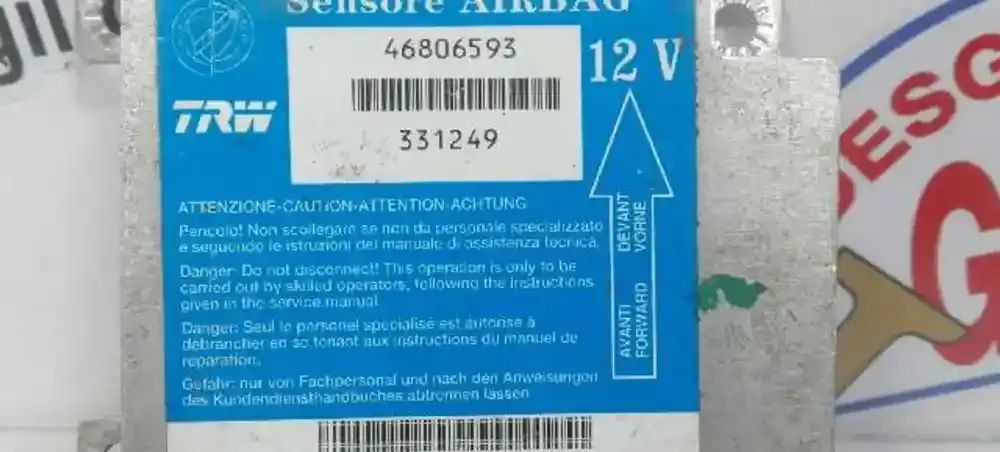 Sensore AIRBAG
46806593
12 V
TRW
331249
ATTENZIONE-CAUTION-ATTENTION-ACHTUNG
Pericolo! Non scollegare se non da personale specializzato
e seguendo le istruzioni del manuale di assistenza tecnica.
Danger: Do not disconnect! This operation is only to be
carried out by skilled operators, following the instructions
given in the service manual.
Danger: Seul le personel specialisé est autorise à
debrancher en se tenant aux instructions du manuel de
reparation.
Gefahr: nur von Fachpersonal und nach den Anweisungen
des Kundendiensthandbuches abtrennen lassen
AVANTI DEVANT
FORWARD VORNE
DESG
G